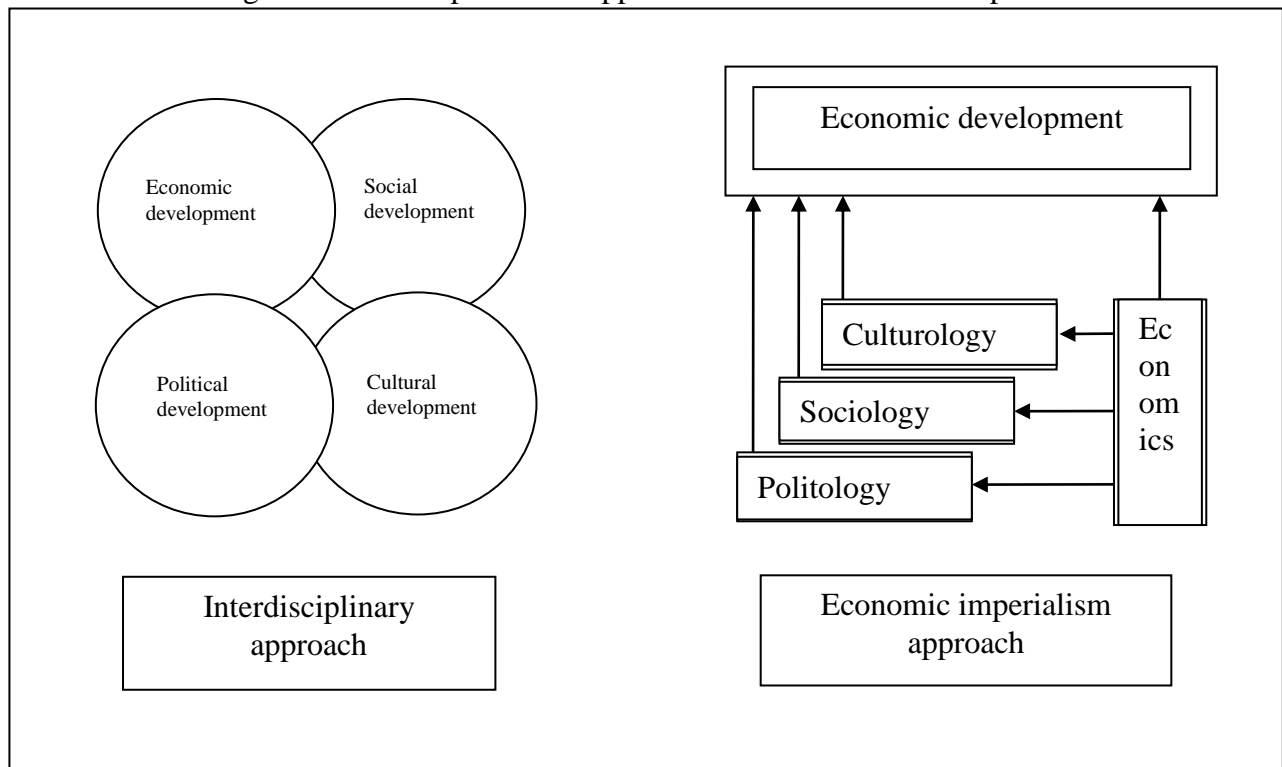 Economic
development
Social
development
Political
development
Cultural
development
Interdisciplinary
approach
Economic development
Culturology
Sociology
Politology
Ec
on
om
ics
Economic imperialism
approach